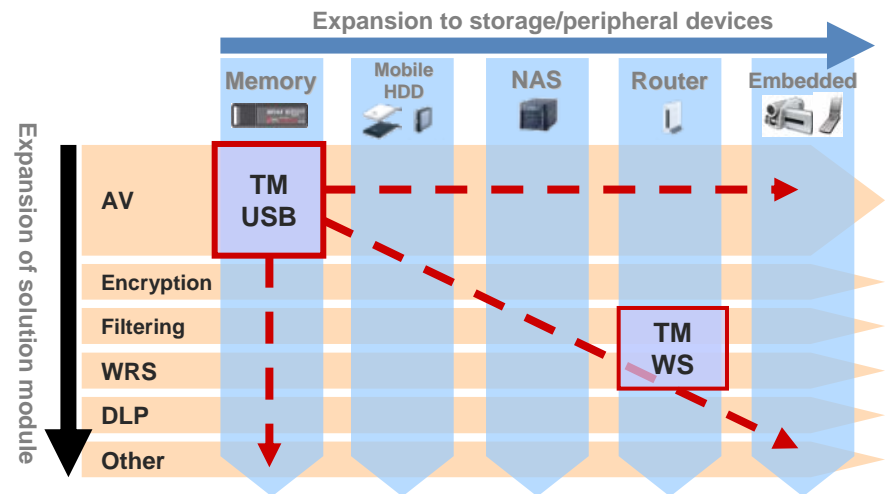 Expansion to storage/peripheral devices
Memory
Mobile
HDD
NAS
Router
Embedded
Expansion of solution module
AV
TM
USB
Encryption
Filtering
TM
WS
WRS
DLP
Other